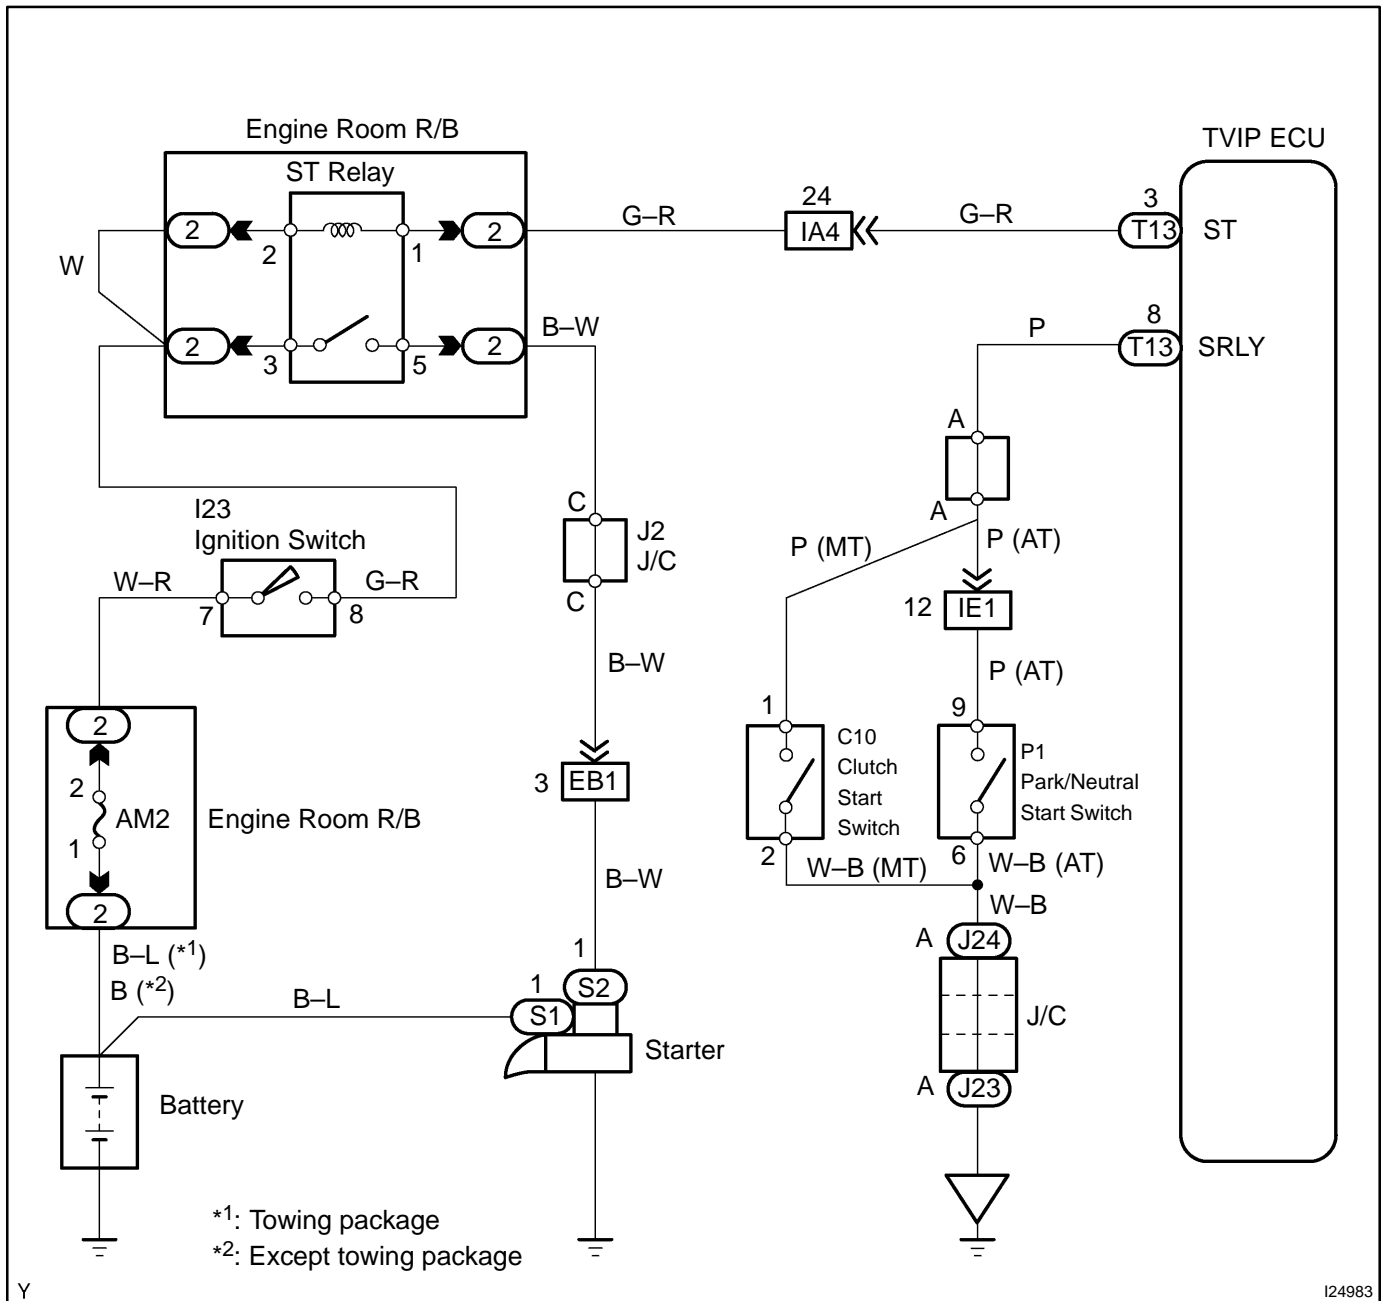 Engine Room R/B
ST Relay
TVIP ECU
2
2
1
2
G–R
24
IA4
G–R
3
T13
ST
W
2
3
5
2
B–W
P
8
T13
SRLY
I23
Ignition Switch
W–R
7
8
G–R
C
J2
J/C
C
A
A
P (MT)
P (AT)
12
IE1
B–W
P (AT)
2
2
AM2
1
2
Engine Room R/B
3
EB1
1
C10
Clutch
Start
Switch
2
9
P1
Park/Neutral
Start Switch
6
W–B (MT)
W–B (AT)
W–B
B–W
B–L (*1)
B (*2)
B–L
1
S1
1
S2
Starter
A
J24
J/C
A
J23
Battery
*1: Towing package
*2: Except towing package
Y
I24983